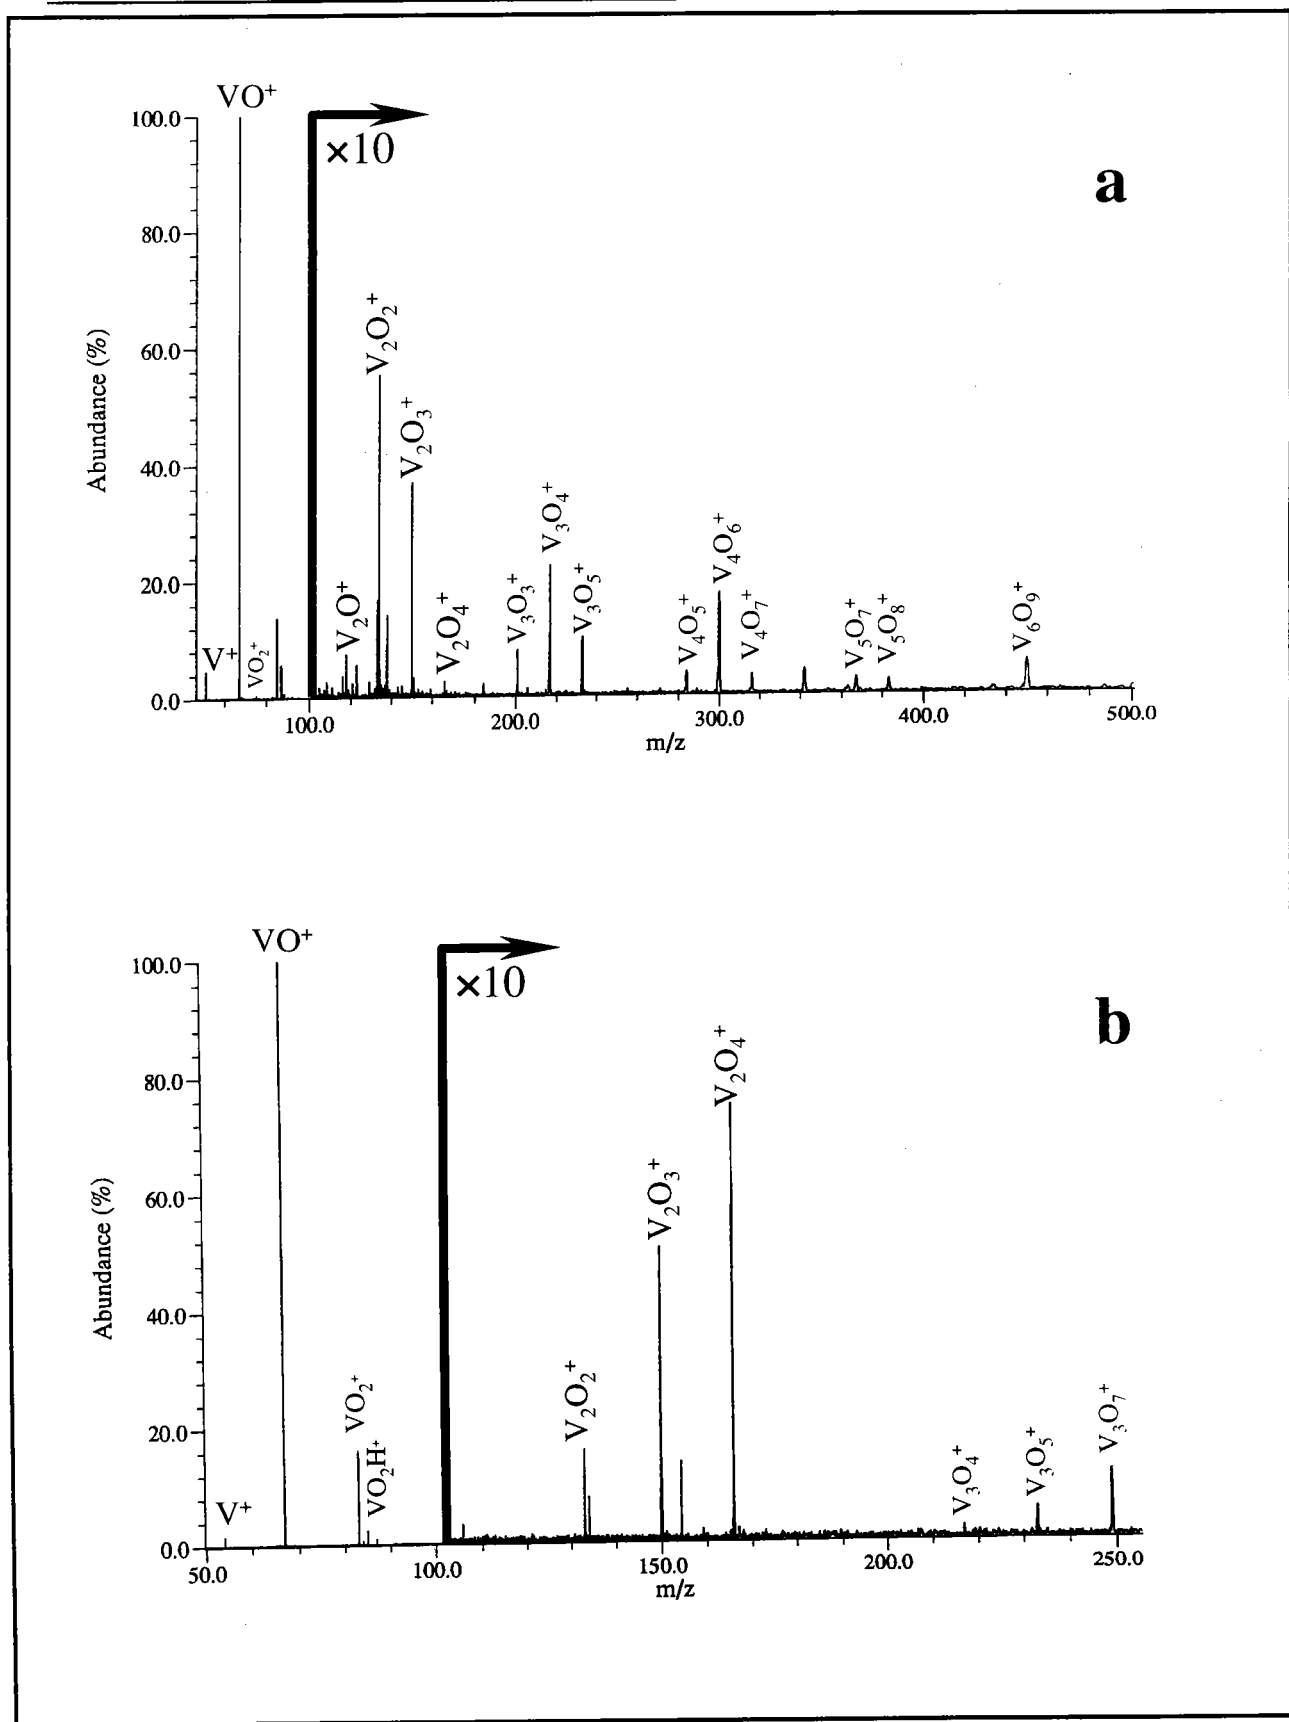 VO⁺
100.0
×10
a
80.0
V₂O₂⁺
60.0
Abundance (%)
V₂O₃⁺
40.0
V₃O₄⁺
V₄O₆⁺
20.0
V₂O⁺
V₂O₄⁺
V₃O₃⁺
V₃O₅⁺
V₄O₅⁺
V₄O₇⁺
V₅O₇⁺
V₅O₈⁺
V₆O₉⁺
V⁺
VO₂⁺
0.0
100.0
200.0
300.0
400.0
500.0
m/z
VO⁺
100.0
×10
b
V₂O₄⁺
80.0
V₂O₃⁺
60.0
Abundance (%)
40.0
VO₂⁺
V₂O₂⁺
20.0
VO₂H⁺
V₃O₄⁺
V₃O₅⁺
V₃O₇⁺
V⁺
0.0
50.0
100.0
150.0
200.0
250.0
m/z